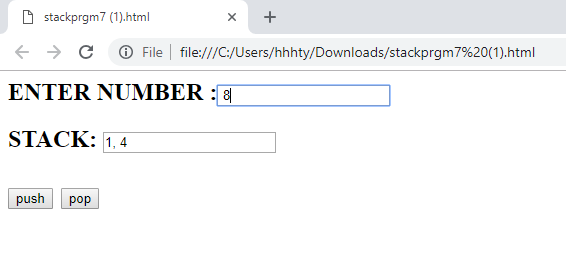 stackprgm7 (1).html
File file:///C:/Users/hhhty/Downloads/stackprgm7%20(1).html
ENTER NUMBER : 8
STACK: 1, 4
push pop